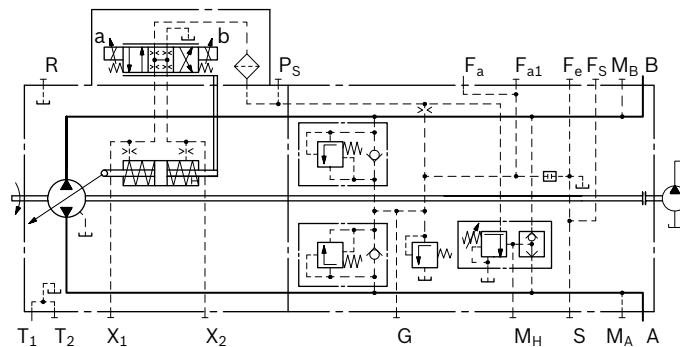 a b
R P_S F_a F_a1 F_e F_S M_B B
T_1 T_2 X_1 X_2 G M_H S M_A A